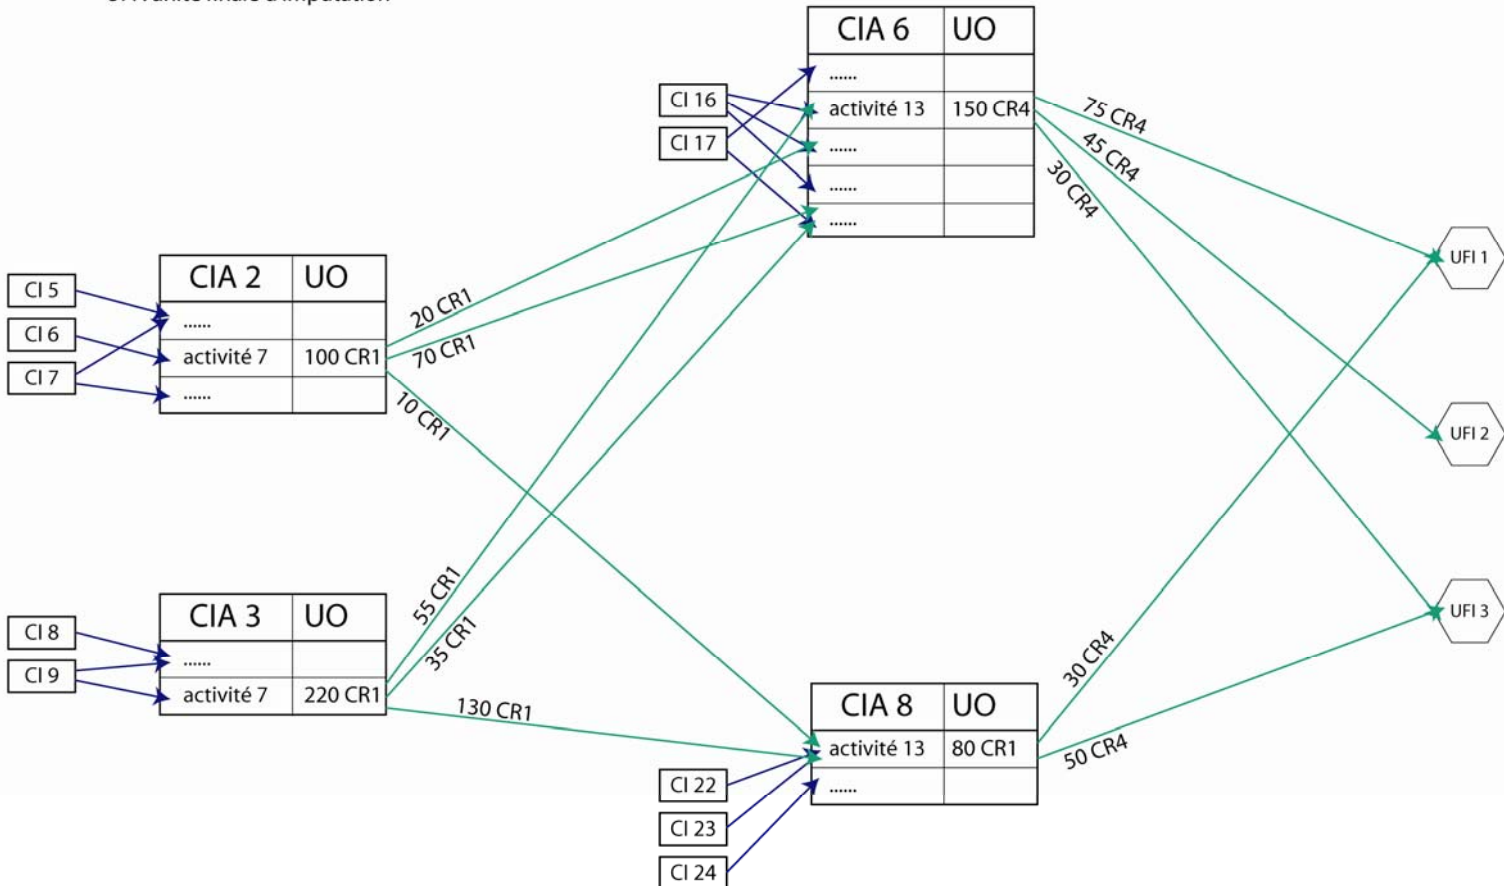 UFI : unité finale d'imputation
CIA 6 UO
......
activité 13 150 CR4
......
......
......
CI 16
CI 17
75 CR4
45 CR4
30 CR4
UFI 1
UFI 2
UFI 3
CIA 2 UO
......
activité 7 100 CR1
......
CI 5
CI 6
CI 7
20 CR1
70 CR1
10 CR1
CIA 3 UO
......
activité 7 220 CR1
CI 8
CI 9
55 CR1
35 CR1
130 CR1
CIA 8 UO
activité 13 80 CR1
......
CI 22
CI 23
CI 24
30 CR4
50 CR4